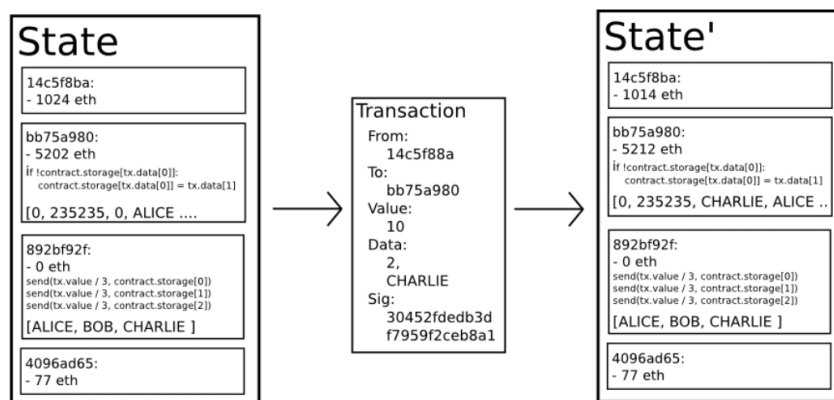 State
14c5f8ba:
- 1024 eth
bb75a980:
- 5202 eth
if !contract.storage[tx.data[0]]:
contract.storage[tx.data[0]] = tx.data[1]
[0, 235235, 0, ALICE ....
892bf92f:
- 0 eth
send(tx.value / 3, contract.storage[0])
send(tx.value / 3, contract.storage[1])
send(tx.value / 3, contract.storage[2])
[ALICE, BOB, CHARLIE ]
4096ad65:
- 77 eth
Transaction
From:
14c5f88a
To:
bb75a980
Value:
10
Data:
2,
CHARLIE
Sig:
30452fdedb3d
f7959f2ceb8a1
State'
14c5f8ba:
- 1014 eth
bb75a980:
- 5212 eth
if !contract.storage[tx.data[0]]:
contract.storage[tx.data[0]] = tx.data[1]
[0, 235235, CHARLIE, ALICE ..
892bf92f:
- 0 eth
send(tx.value / 3, contract.storage[0])
send(tx.value / 3, contract.storage[1])
send(tx.value / 3, contract.storage[2])
[ALICE, BOB, CHARLIE ]
4096ad65:
- 77 eth